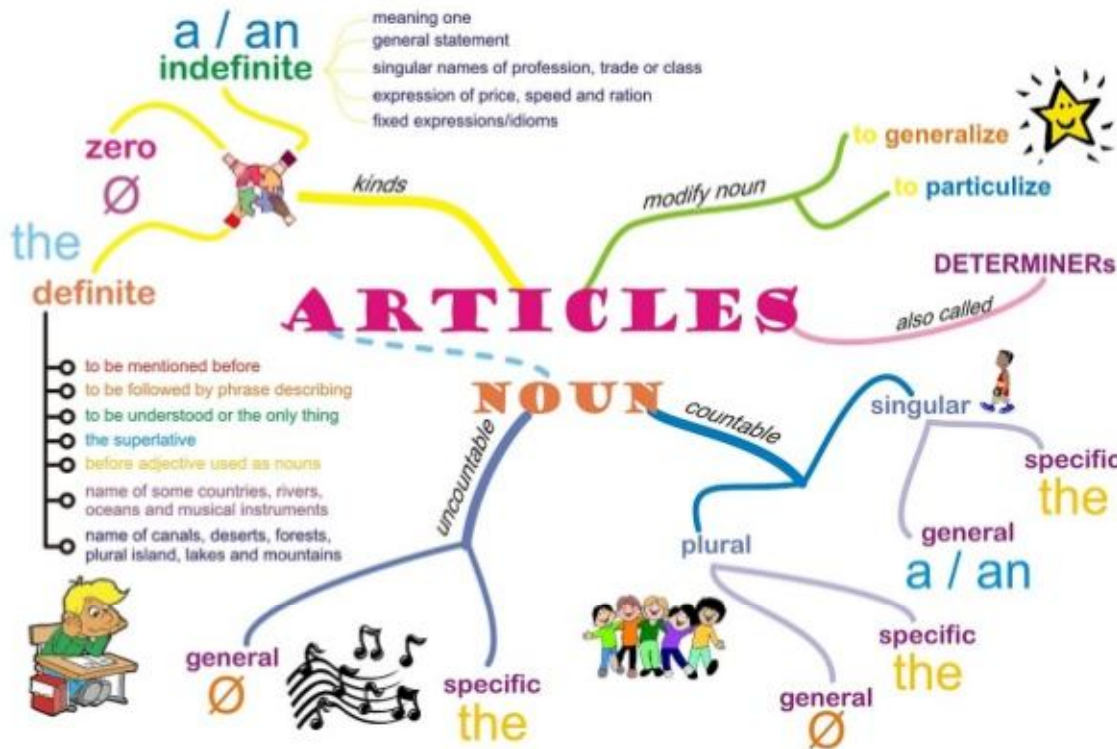 a / an
indefinite
meaning one
general statement
singular names of profession, trade or class
expression of price, speed and ration
fixed expressions/idioms
zero
Ø
kinds
the
definite
to be mentioned before
to be followed by phrase describing
to be understood or the only thing
the superlative
before adjective used as nouns
name of some countries, rivers,
oceans and musical instruments
name of canals, deserts, forests,
plural island, lakes and mountains
modify noun
to generalize
to particulize
ARTICLES
also called
DETERMINERs
NOUN
uncountable
general
Ø
specific
the
countable
singular
specific
the
general
a / an
plural
specific
the
general
Ø